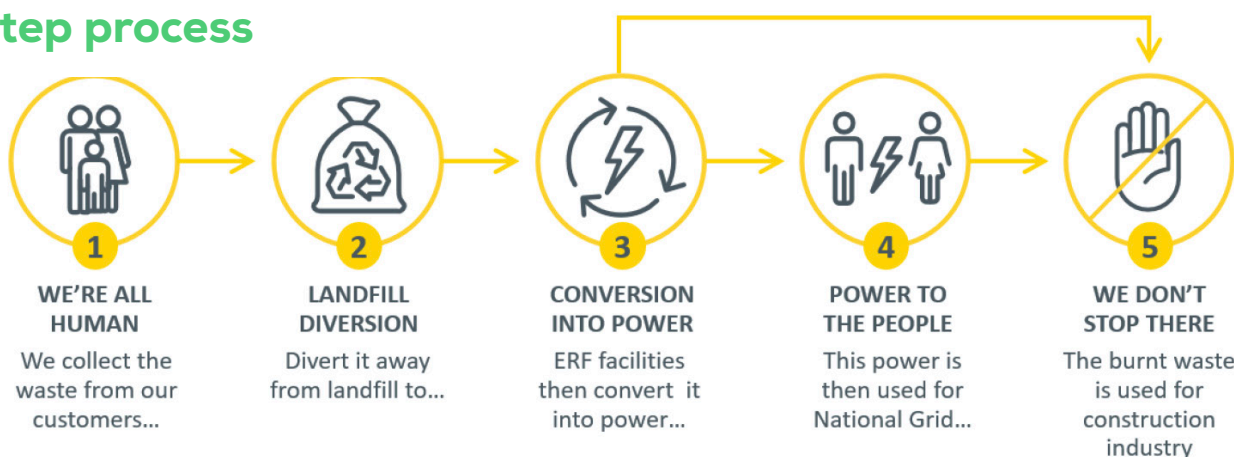 tep process
1
WE'RE ALL
HUMAN
We collect the
waste from our
customers...
2
LANDFILL
DIVERSION
Divert it away
from landfill to...
3
CONVERSION
INTO POWER
ERF facilities
then convert it
into power...
4
POWER TO
THE PEOPLE
This power is
then used for
National Grid...
5
WE DON'T
STOP THERE
The burnt waste
is used for
construction
industry